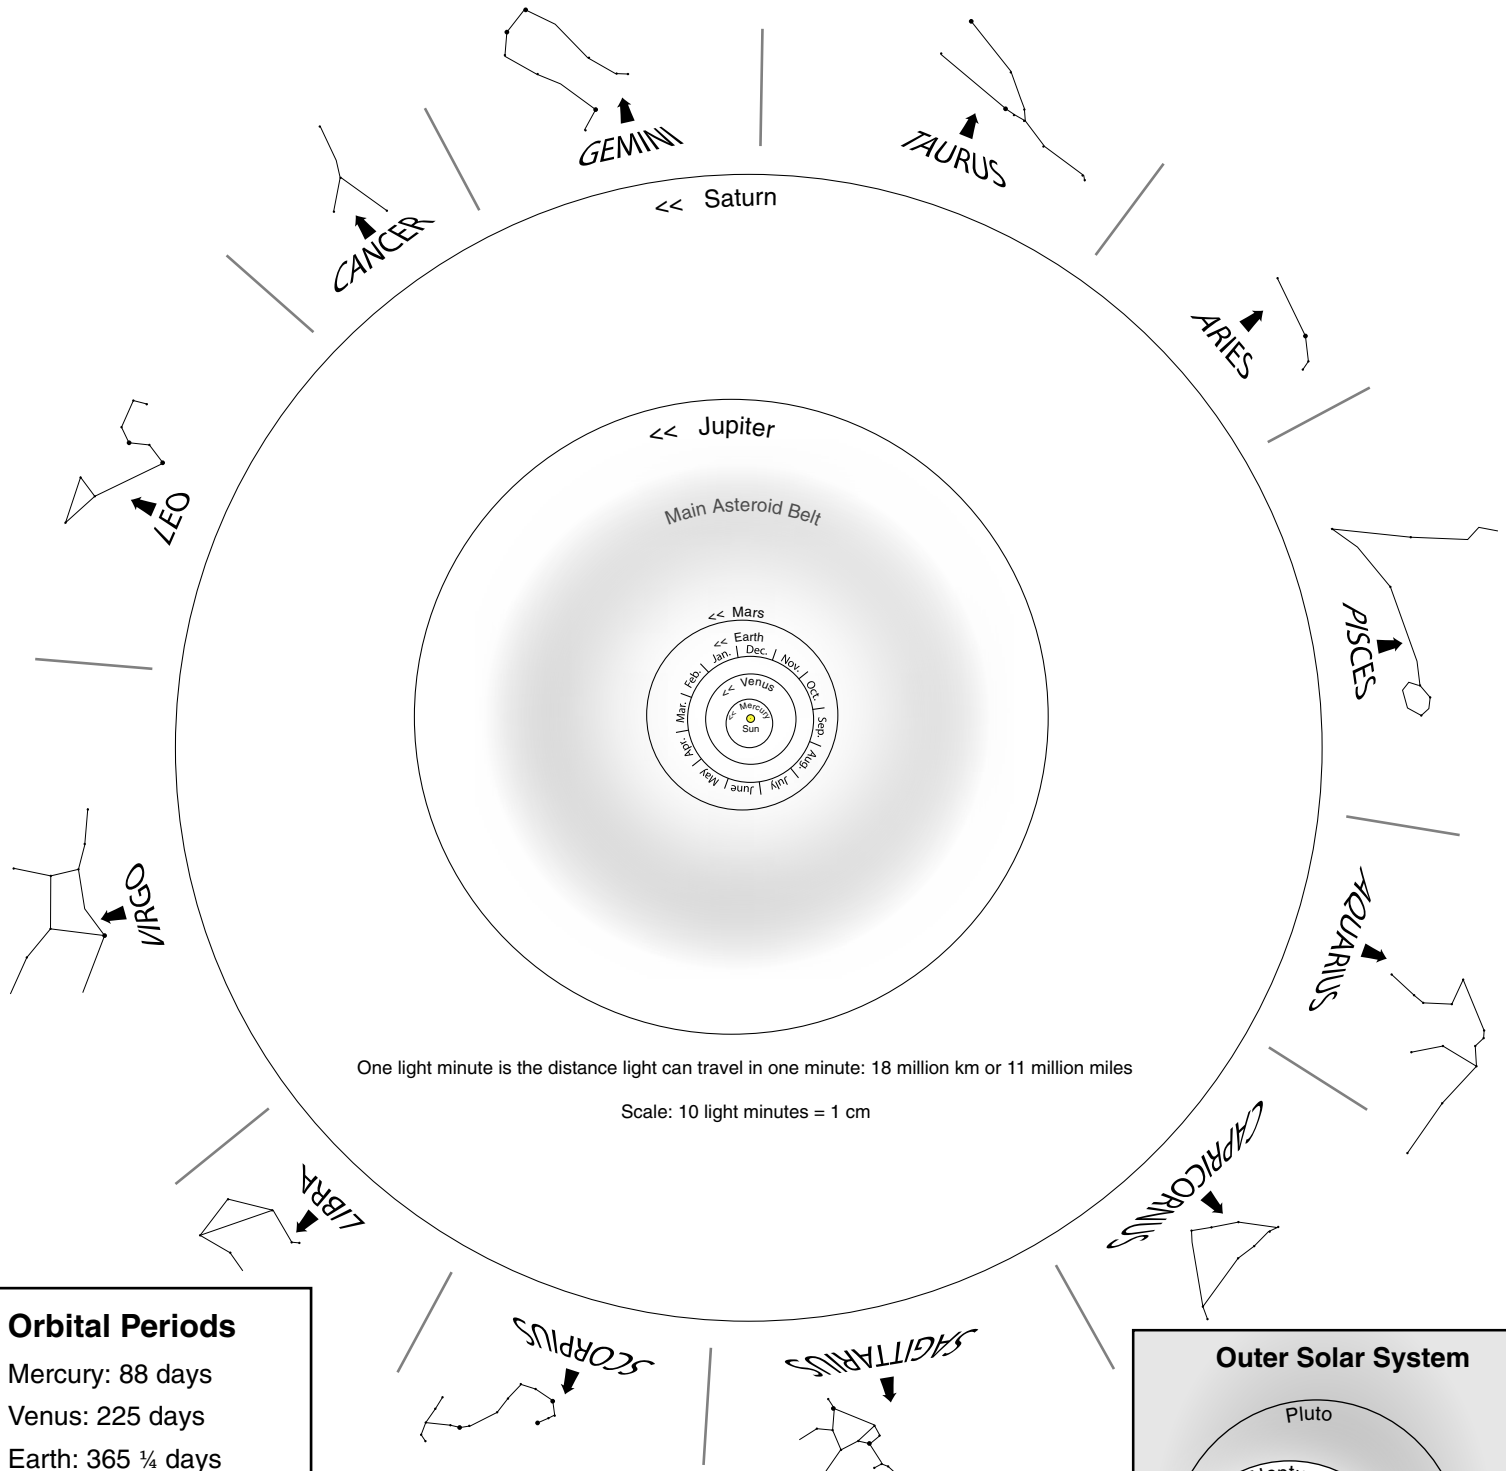 GEMINI
TAURUS
CANCER
<< Saturn
ARIES
LEO
<< Jupiter
Main Asteroid Belt
PISCES
<< Mars
<< Earth
Jan.
Dec.
Nov.
Oct.
Sep.
Aug.
July
June
May
Apr.
Mar.
Feb.
<< Venus
<< Mercury
Sun
VIRGO
AQUARIUS
One light minute is the distance light can travel in one minute: 18 million km or 11 million miles
Scale: 10 light minutes = 1 cm
CAPRICORNUS
LIBRA
SCORPIUS
SAGITTARIUS
Orbital Periods
Mercury: 88 days
Venus: 225 days
Earth: 365 ¼ days
Outer Solar System
Pluto